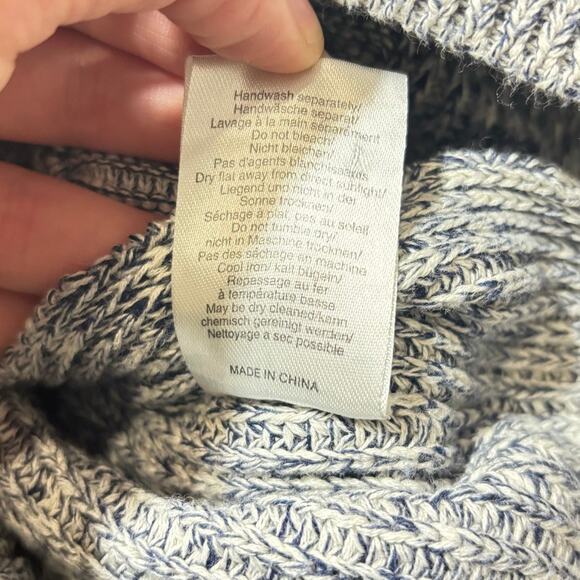 Handwash separately/
Handwäsche separat/
Lavage à la main séparément
Do not bleach/
Nicht bleichen/
Pas d'agents blanchissants
Dry flat away from direct sunlight/
Liegend und nicht in der
Sonne trocknen/
Séchage à plat, pas au soleil
Do not tumble dry/
nicht in Maschine trocknen/
Pas des séchage en machine
Cool iron/ kalt bügeln/
Repassage au fer
à température basse
May be dry cleaned/kann
chemisch gereinigt werden/
Nettoyage a sec possible
MADE IN CHINA